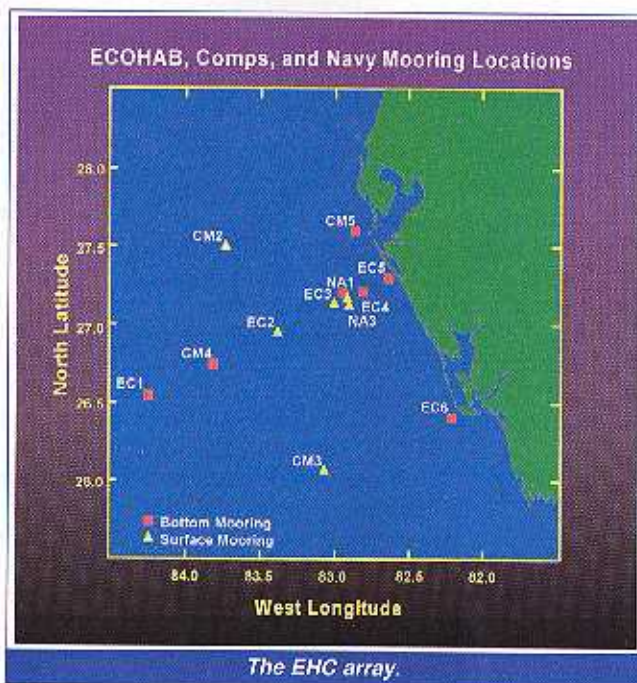 ECOHAB, Comps, and Navy Mooring Locations
28.0
27.5
27.0
26.5
26.0
North Latitude
CM5
CM2
EC5
NA1
EC3
EC4
NA3
EC2
CM4
EC1
EC6
CM3
Bottom Mooring
Surface Mooring
84.0 83.5 83.0 82.5 82.0
West Longitude
The EHC array.